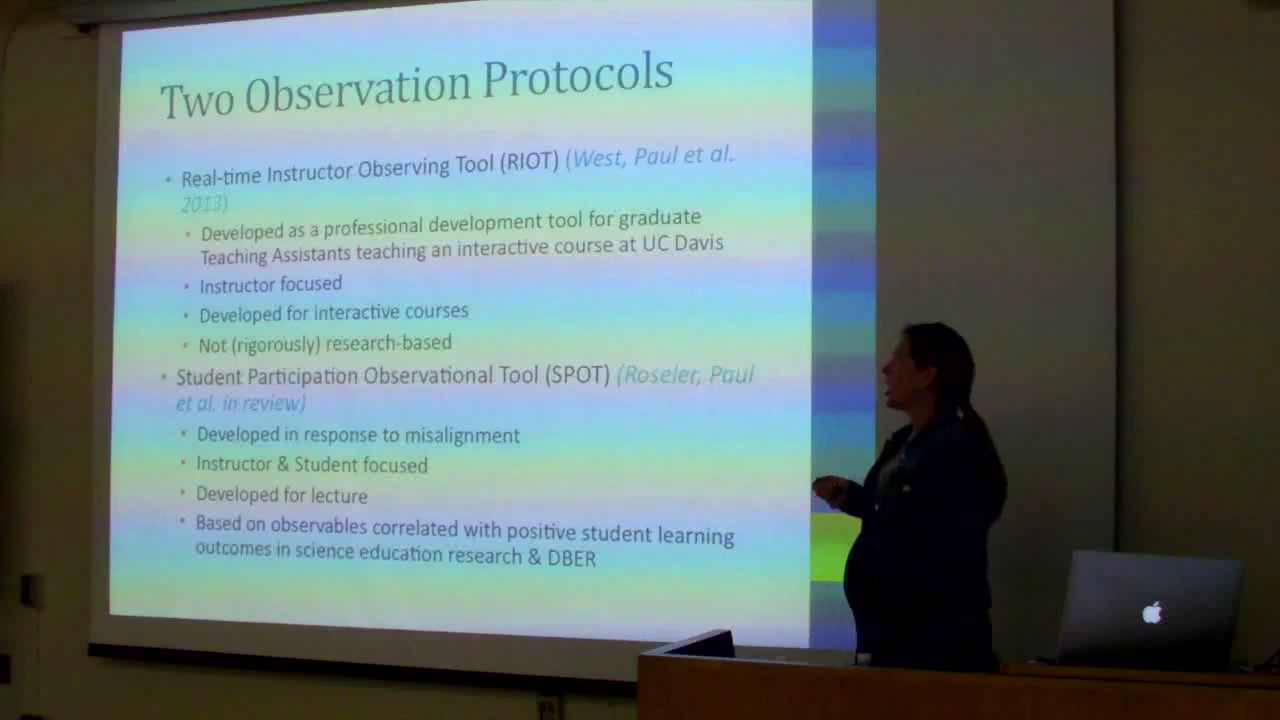 Two Observation Protocols
• Real-time Instructor Observing Tool (RIOT) (West, Paul et al.
2013)
• Developed as a professional development tool for graduate
Teaching Assistants teaching an interactive course at UC Davis
• Instructor focused
• Developed for interactive courses
• Not (rigorously) research-based
• Student Participation Observational Tool (SPOT) (Roseler, Paul
et al. in review)
• Developed in response to misalignment
• Instructor & Student focused
• Developed for lecture
• Based on observables correlated with positive student learning
outcomes in science education research & DBER